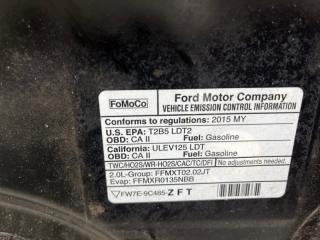 FoMoCo
Ford Motor Company
VEHICLE EMISSION CONTROL INFORMATION
Conforms to regulations: 2015 MY
U.S. EPA: T2B5 LDT2
OBD: CA II Fuel: Gasoline
California: ULEV125 LDT
OBD: CA II Fuel: Gasoline
TWC/HO2S/WR-HO2S/CAC/TC/DFI
No adjustments needed.
2.0L-Group: FFMXT02.02JT
Evap: FFMXR0135NBB
FW7E-9C485-ZFT